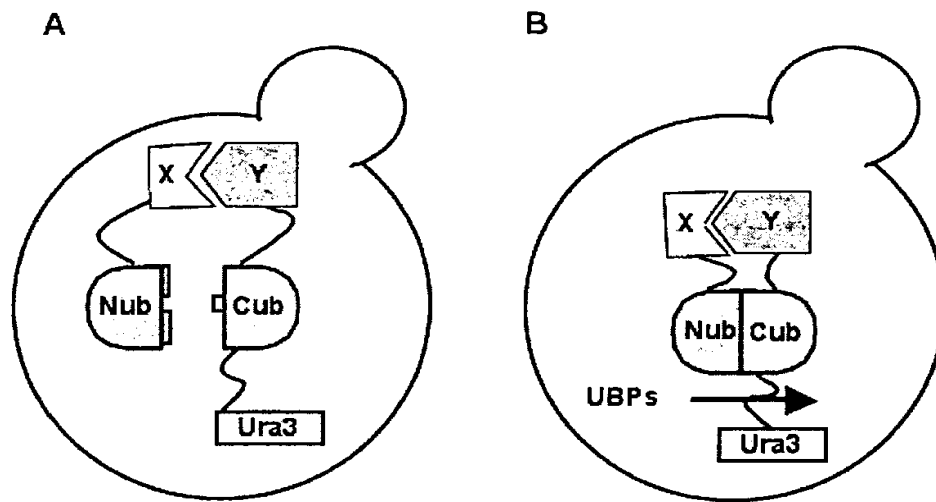 A
X Y
Nub Cub
Ura3
B
X Y
Nub Cub
UBPs
Ura3